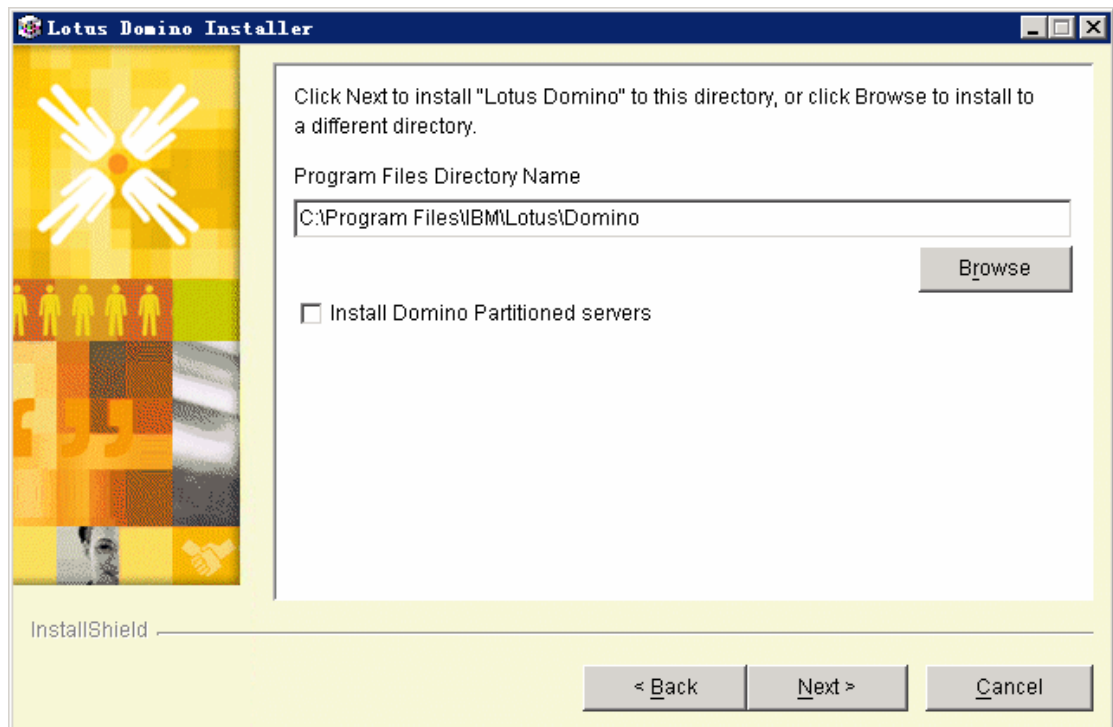 Lotus Domino Installer
Click Next to install "Lotus Domino" to this directory, or click Browse to install to
a different directory.
Program Files Directory Name
C:\Program Files\IBM\Lotus\Domino
Browse
Install Domino Partitioned servers
InstallShield
< Back
Next >
Cancel